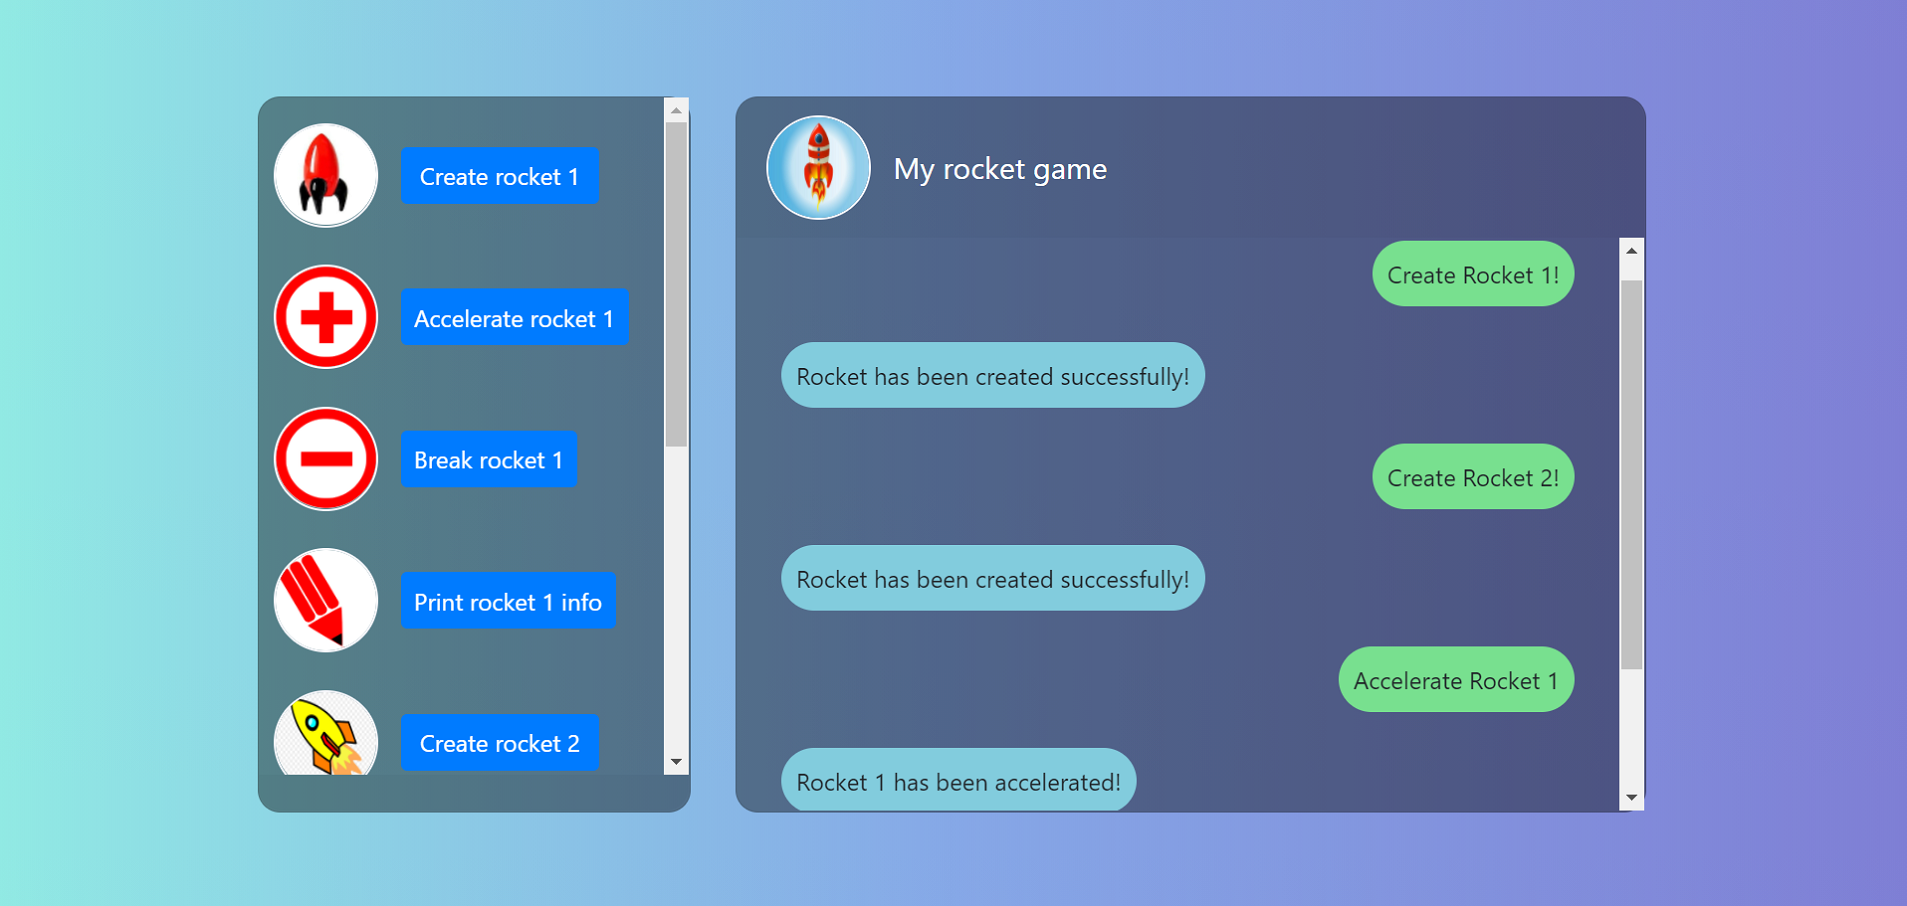 Create rocket 1
Accelerate rocket 1
Break rocket 1
Print rocket 1 info
Create rocket 2
My rocket game
Create Rocket 1!
Rocket has been created successfully!
Create Rocket 2!
Rocket has been created successfully!
Accelerate Rocket 1
Rocket 1 has been accelerated!